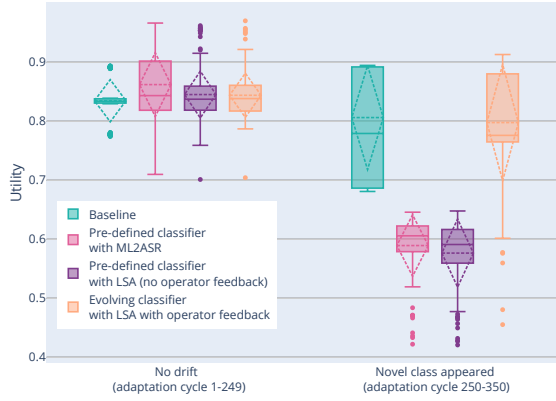 0.9
0.8
0.7
0.6
0.5
0.4
Utility
Baseline
Pre-defined classifier
with ML2ASR
Pre-defined classifier
with LSA (no operator feedback)
Evolving classifier
with LSA with operator feedback
No drift
(adaptation cycle 1-249)
Novel class appeared
(adaptation cycle 250-350)